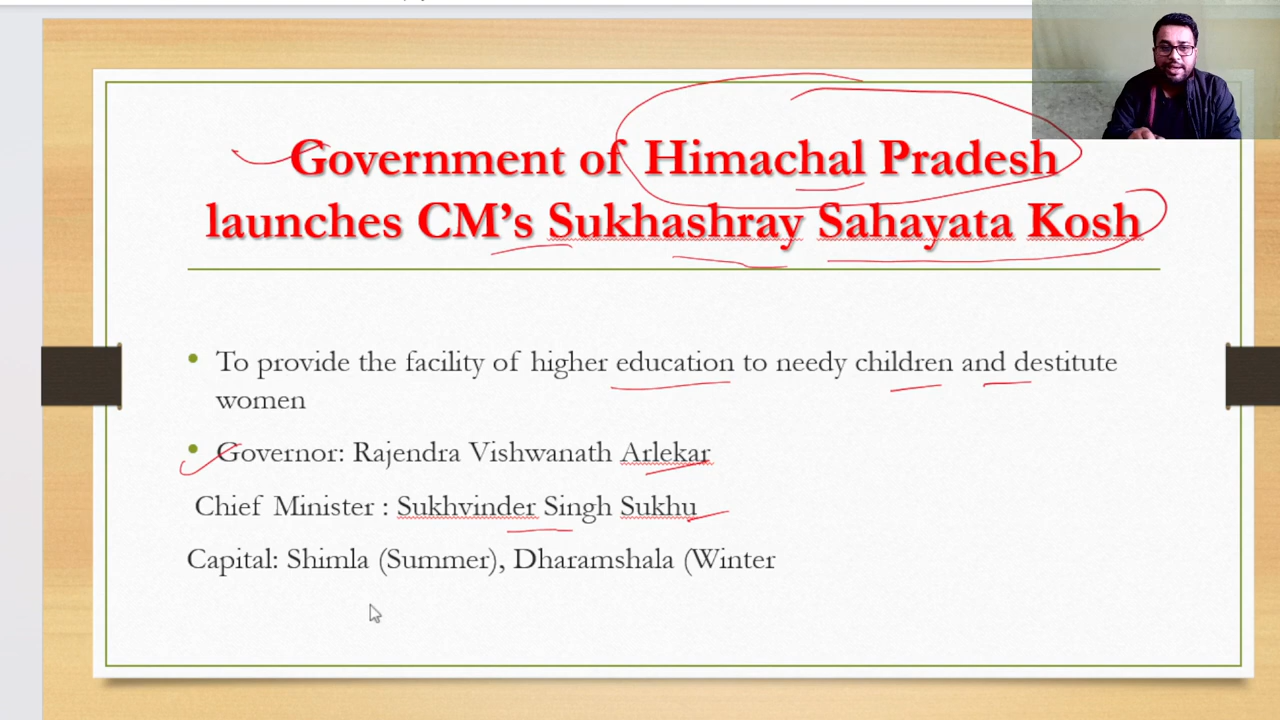 Government of Himachal Pradesh
launches CM’s Sukhashray Sahayata Kosh
• To provide the facility of higher education to needy children and destitute
women
• Governor: Rajendra Vishwanath Arlekar
Chief Minister : Sukhvinder Singh Sukhu
Capital: Shimla (Summer), Dharamshala (Winter